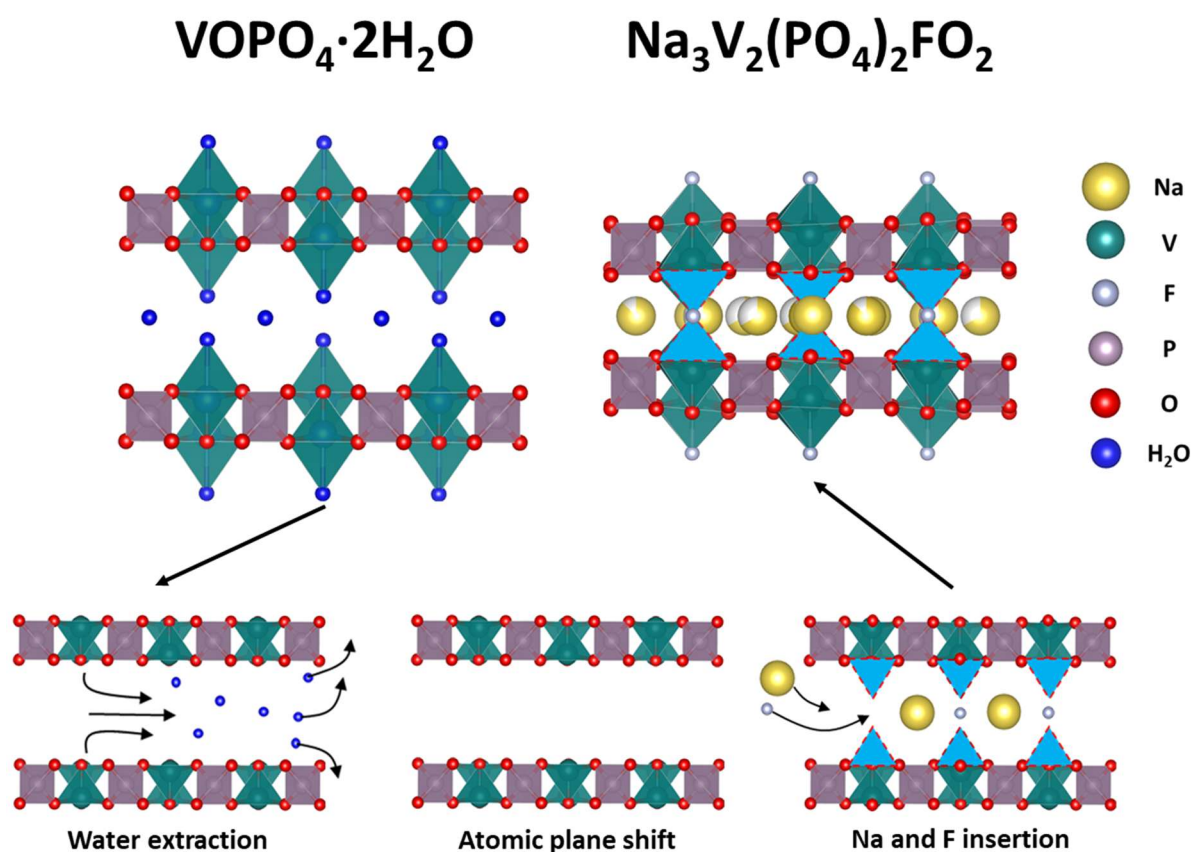 VOPO₄·2H₂O
Na₃V₂(PO₄)₂FO₂
Na
V
F
P
O
H₂O
Water extraction
Atomic plane shift
Na and F insertion